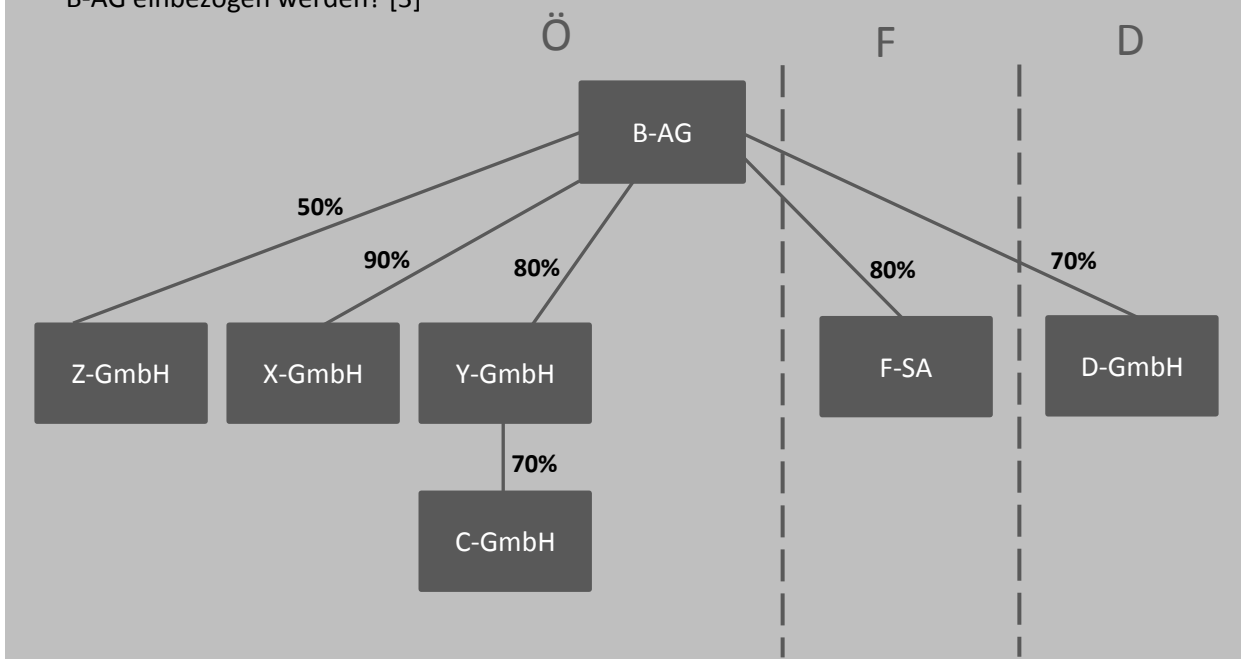 B-AG einbezogen werden? [3]
Ö F D
B-AG
50%
90%
80%
80%
70%
Z-GmbH X-GmbH Y-GmbH F-SA D-GmbH
70%
C-GmbH